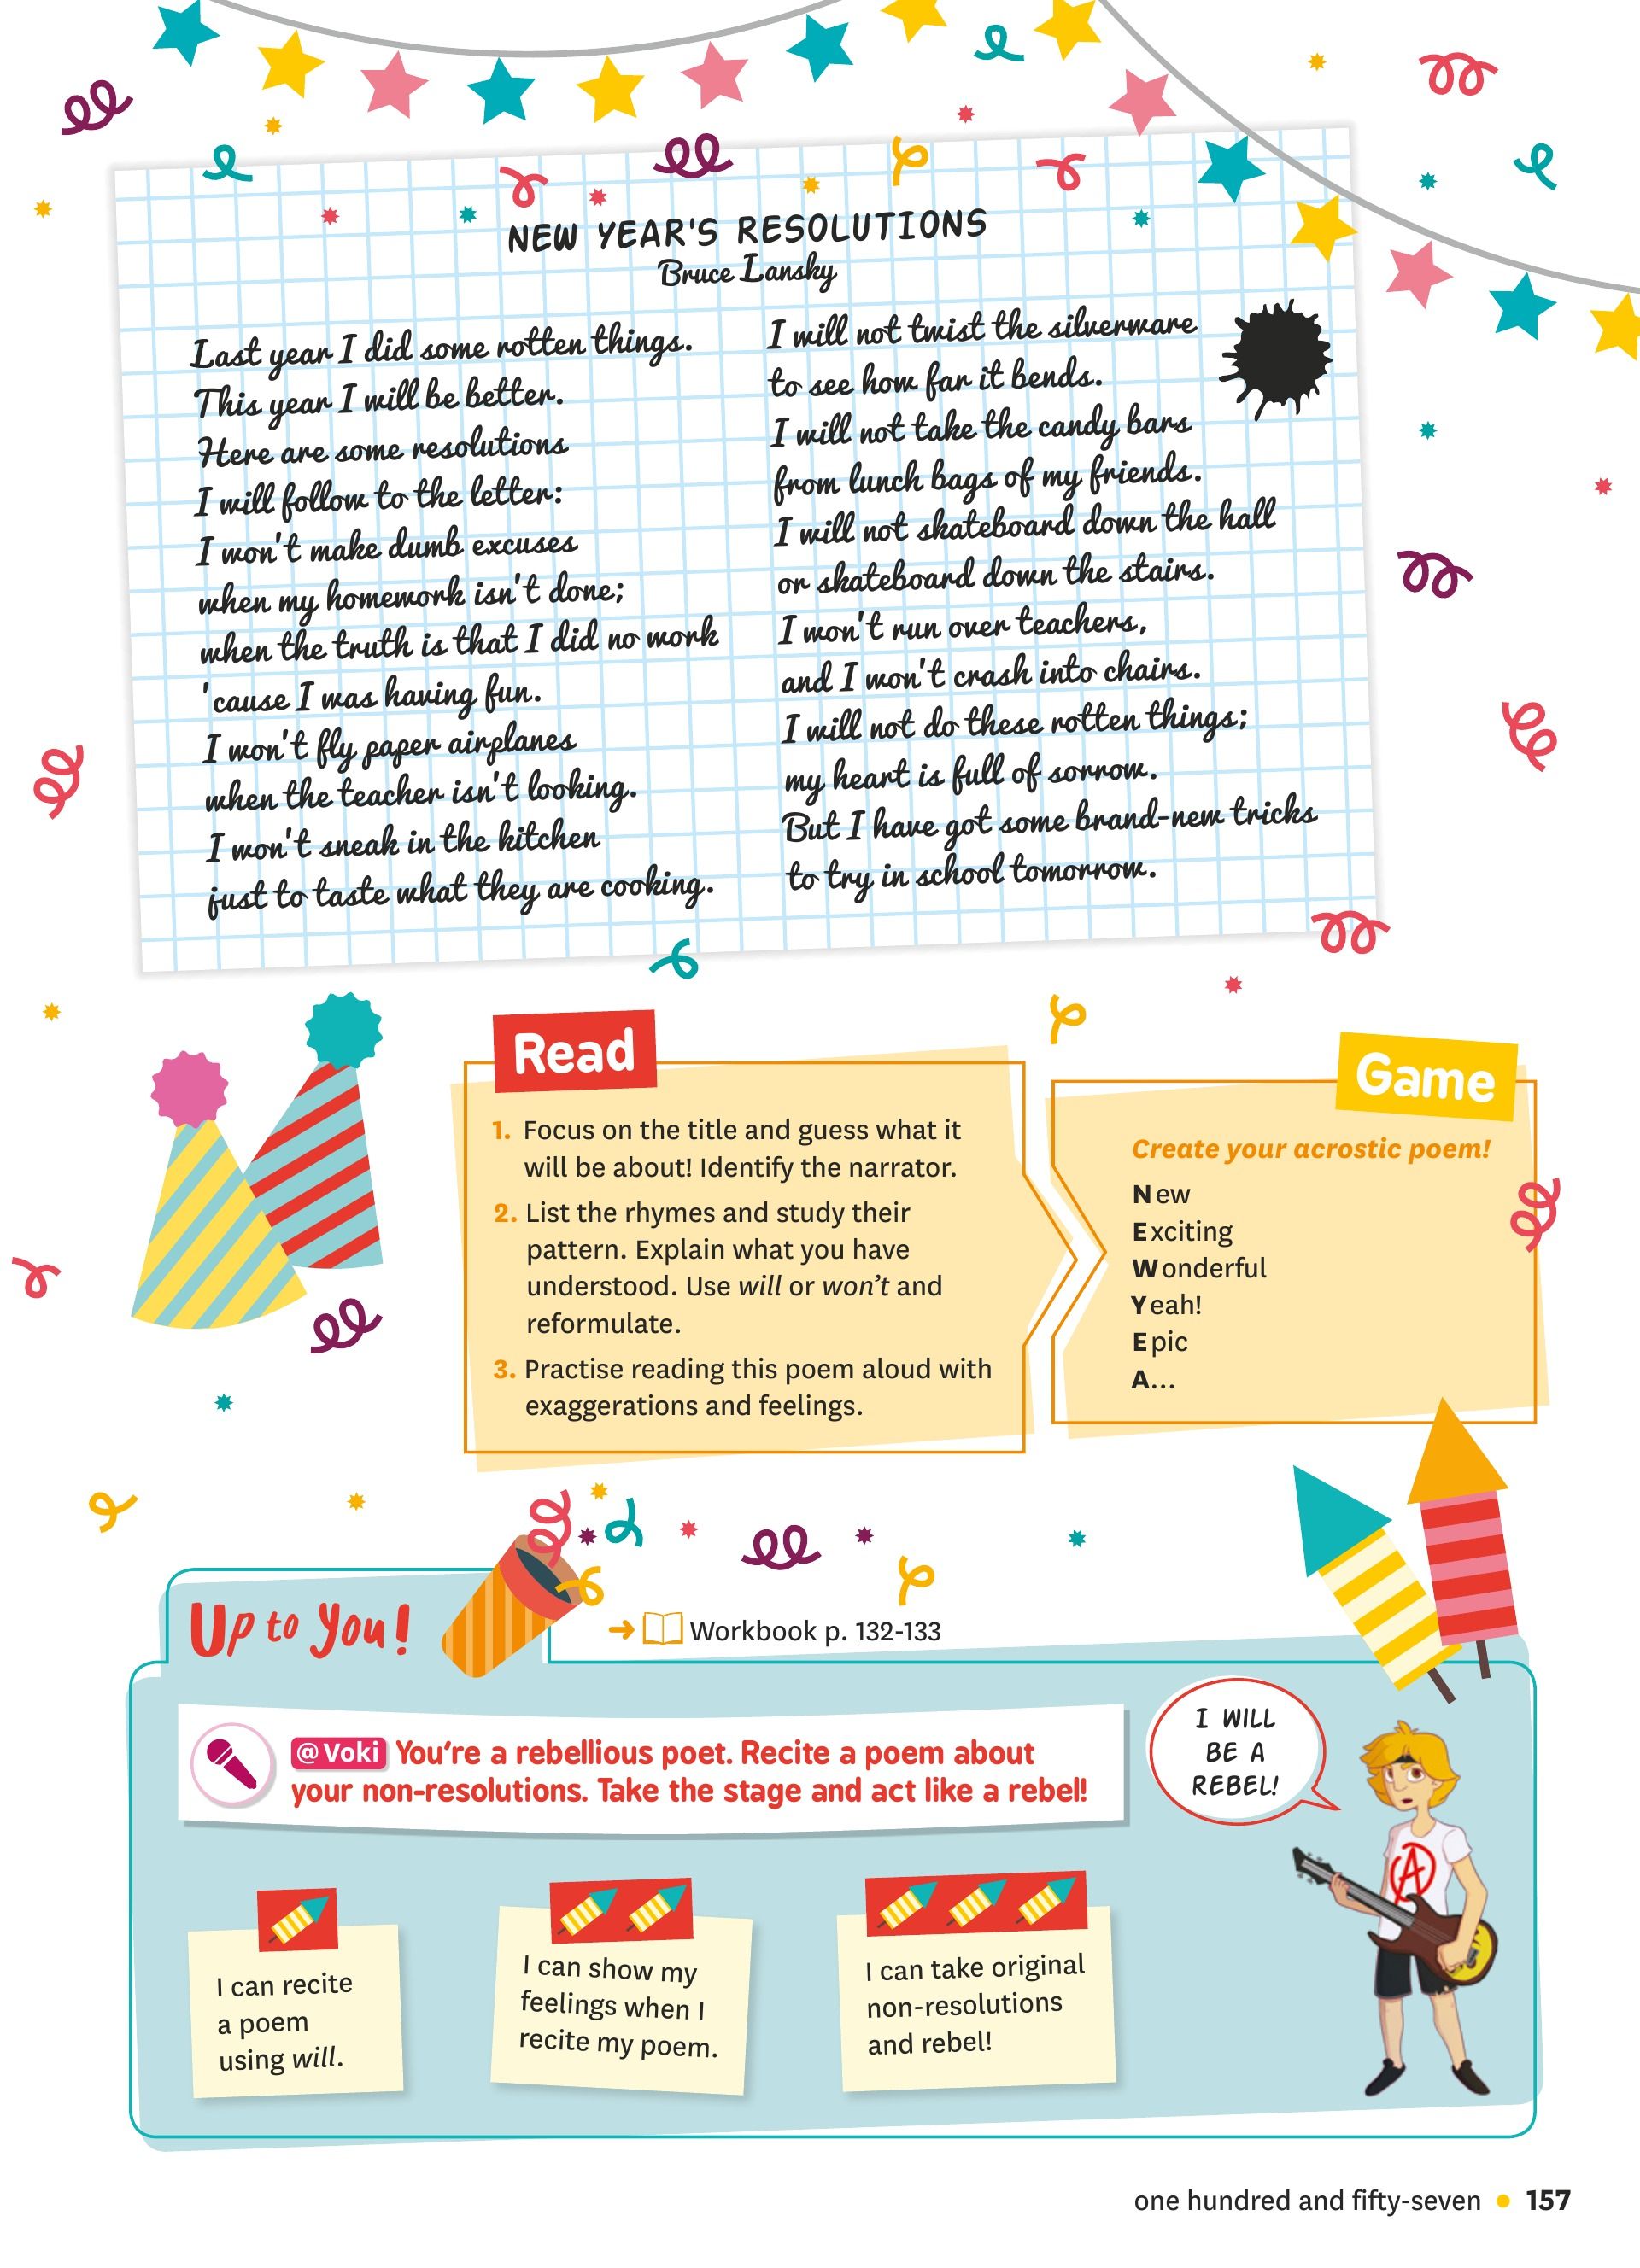 NEW YEAR'S RESOLUTIONS
Bruce Lansky
Last year I did some rotten things.
This year I will be better.
Here are some resolutions
I will follow to the letter:
I won't make dumb excuses
when my homework isn't done;
when the truth is that I did no work
'cause I was having fun.
I won't fly paper airplanes
when the teacher isn't looking.
I won't sneak in the kitchen
just to taste what they are cooking.
I will not twist the silverware
to see how far it bends.
I will not take the candy bars
from lunch bags of my friends.
I will not skateboard down the hall
or skateboard down the stairs.
I won't run over teachers,
and I won't crash into chairs.
I will not do these rotten things;
my heart is full of sorrow.
But I have got some brand-new tricks
to try in school tomorrow.
Read
1. Focus on the title and guess what it
will be about! Identify the narrator.
2. List the rhymes and study their
pattern. Explain what you have
understood. Use will or won't and
reformulate.
3. Practise reading this poem aloud with
exaggerations and feelings.
Game
Create your acrostic poem!
New
Exciting
Wonderful
Yeah!
Epic
A...
Up to You!
→ Workbook p. 132-133
@Voki You're a rebellious poet. Recite a poem about
your non-resolutions. Take the stage and act like a rebel!
I WILL
BE A
REBEL!
A
I can recite
a poem
using will.
I can show my
feelings when I
recite my poem.
I can take original
non-resolutions
and rebel!
one hundred and fifty-seven • 157